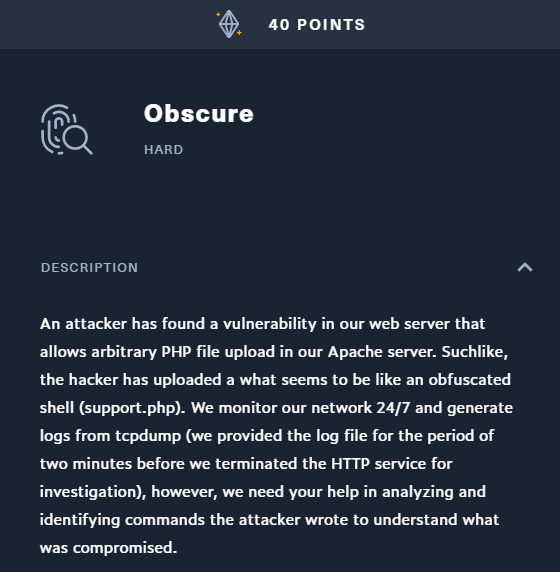 40 POINTS
Obscure
HARD
DESCRIPTION
An attacker has found a vulnerability in our web server that
allows arbitrary PHP file upload in our Apache server. Suchlike,
the hacker has uploaded a what seems to be like an obfuscated
shell (support.php). We monitor our network 24/7 and generate
logs from tcpdump (we provided the log file for the period of
two minutes before we terminated the HTTP service for
investigation), however, we need your help in analyzing and
identifying commands the attacker wrote to understand what
was compromised.